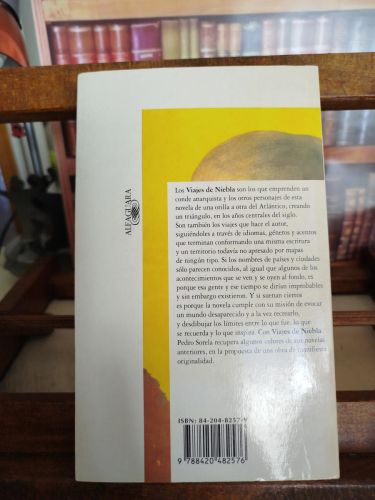 ALFAGUARA
Los Viajes de Niebla son los que emprenden un
conde anarquista y los otros personajes de esta
novela de una orilla a otra del Atlántico, creando
un triángulo, en los años centrales del siglo.
Son también los viajes que hace el autor,
siguiéndoles a través de idiomas, géneros y acentos
que terminan conformando una misma escritura
y un territorio todavía no apresado por mapas
de ningún tipo. Si los nombres de países y ciudades
sólo parecen conocidos, al igual que algunos de los
acontecimientos que se ven y se oyen al fondo, es
porque esa gente y ese tiempo se dirían improbables
y sin embargo existieron. Y si suenan ciertos
es porque la novela cumple con su misión de evocar
un mundo desaparecido y a la vez recrearlo,
y desdibujar los límites entre lo que fue, lo que
se recuerda y lo que inspira. Con Viajes de Niebla
Pedro Sorela recupera algunos colores de sus novelas
anteriores, en la propuesta de una obra de manifiesta
originalidad.
ISBN: 84-204-8257-9
9 788420 482576